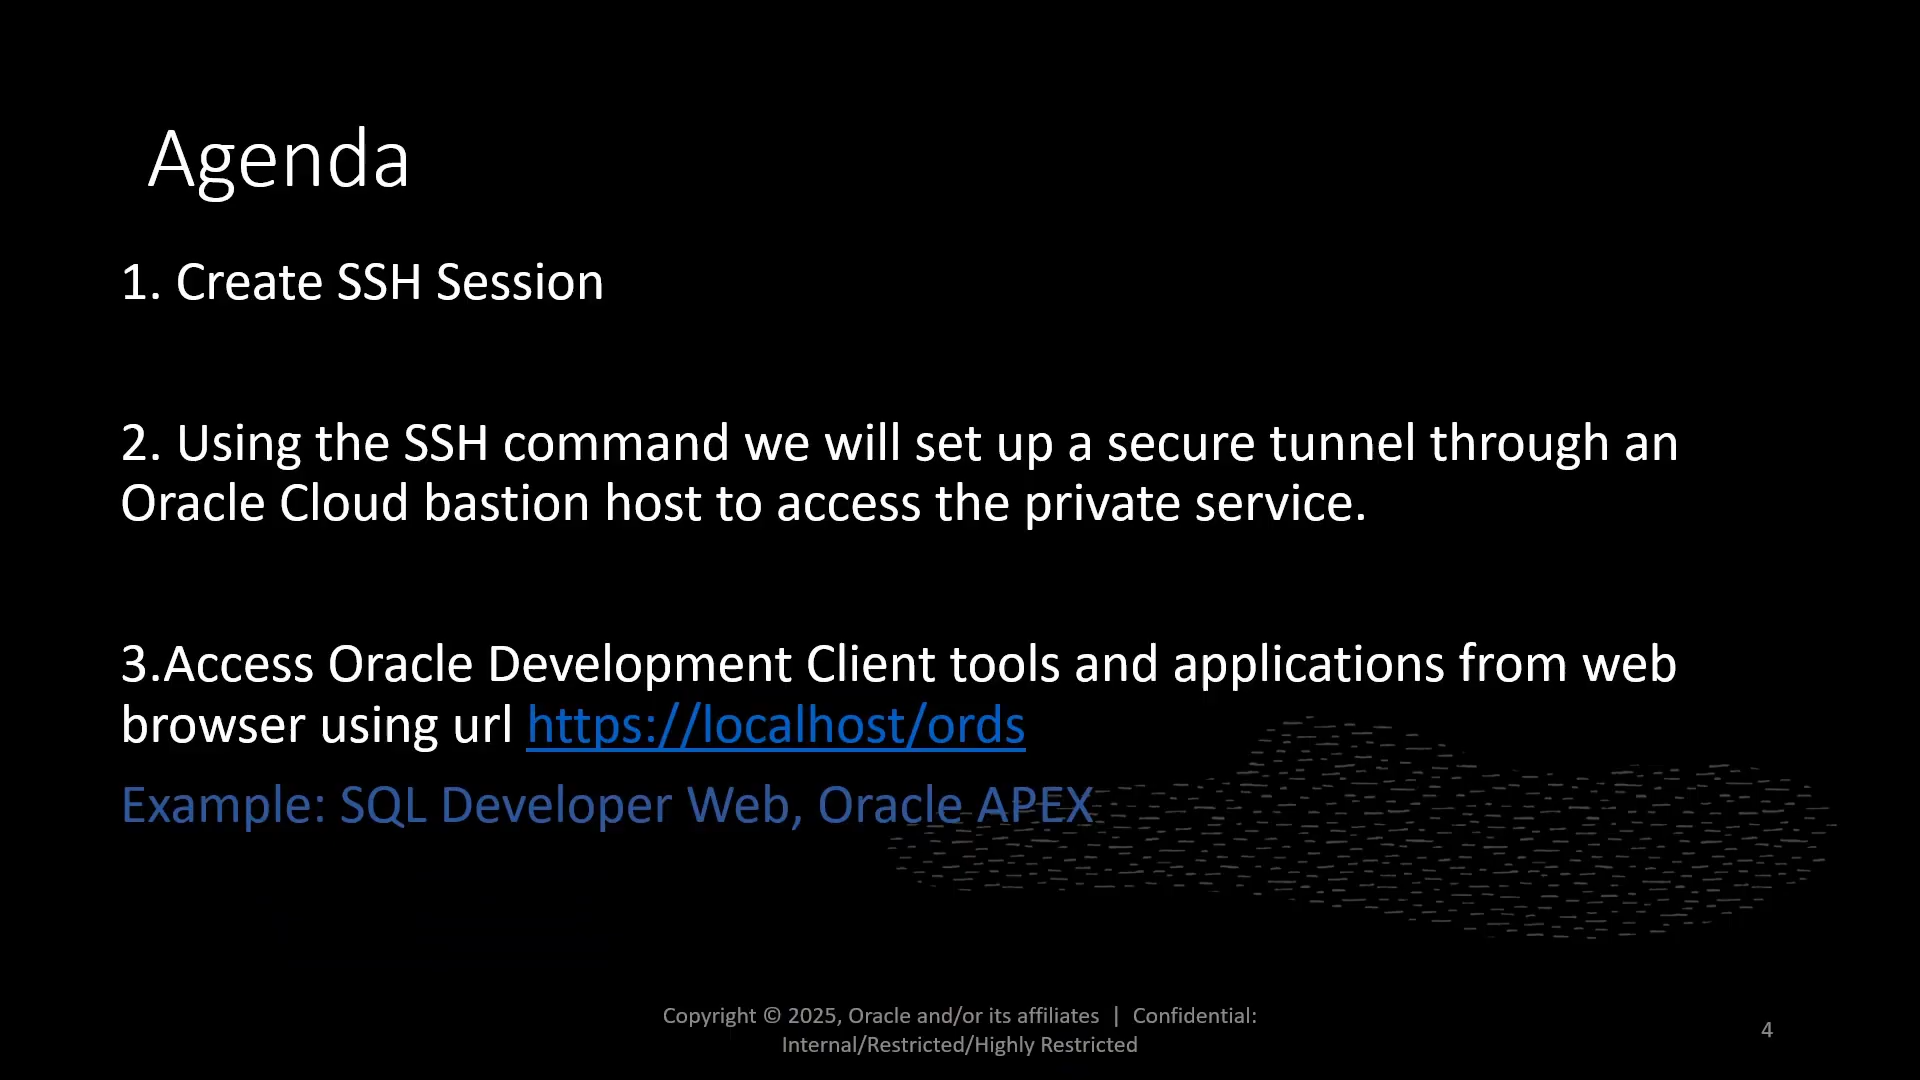 Agenda
1. Create SSH Session
2. Using the SSH command we will set up a secure tunnel through an
Oracle Cloud bastion host to access the private service.
3.Access Oracle Development Client tools and applications from web
browser using url https://localhost/ords
Example: SQL Developer Web, Oracle APEX
Copyright © 2025, Oracle and/or its affiliates | Confidential:
Internal/Restricted/Highly Restricted
4